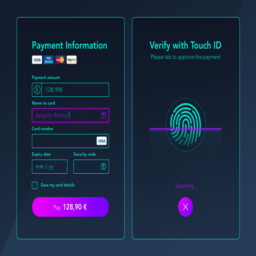 Payment Information
VISA
PayPal
Payment amount
128,90€
Name on card
Angela Walker
Card number
VISA
Expiry date Security code
mm / yy
Save my card details
Pay 128,90 €
Verify with Touch ID
Please tab to approve the payment
Scanning
X